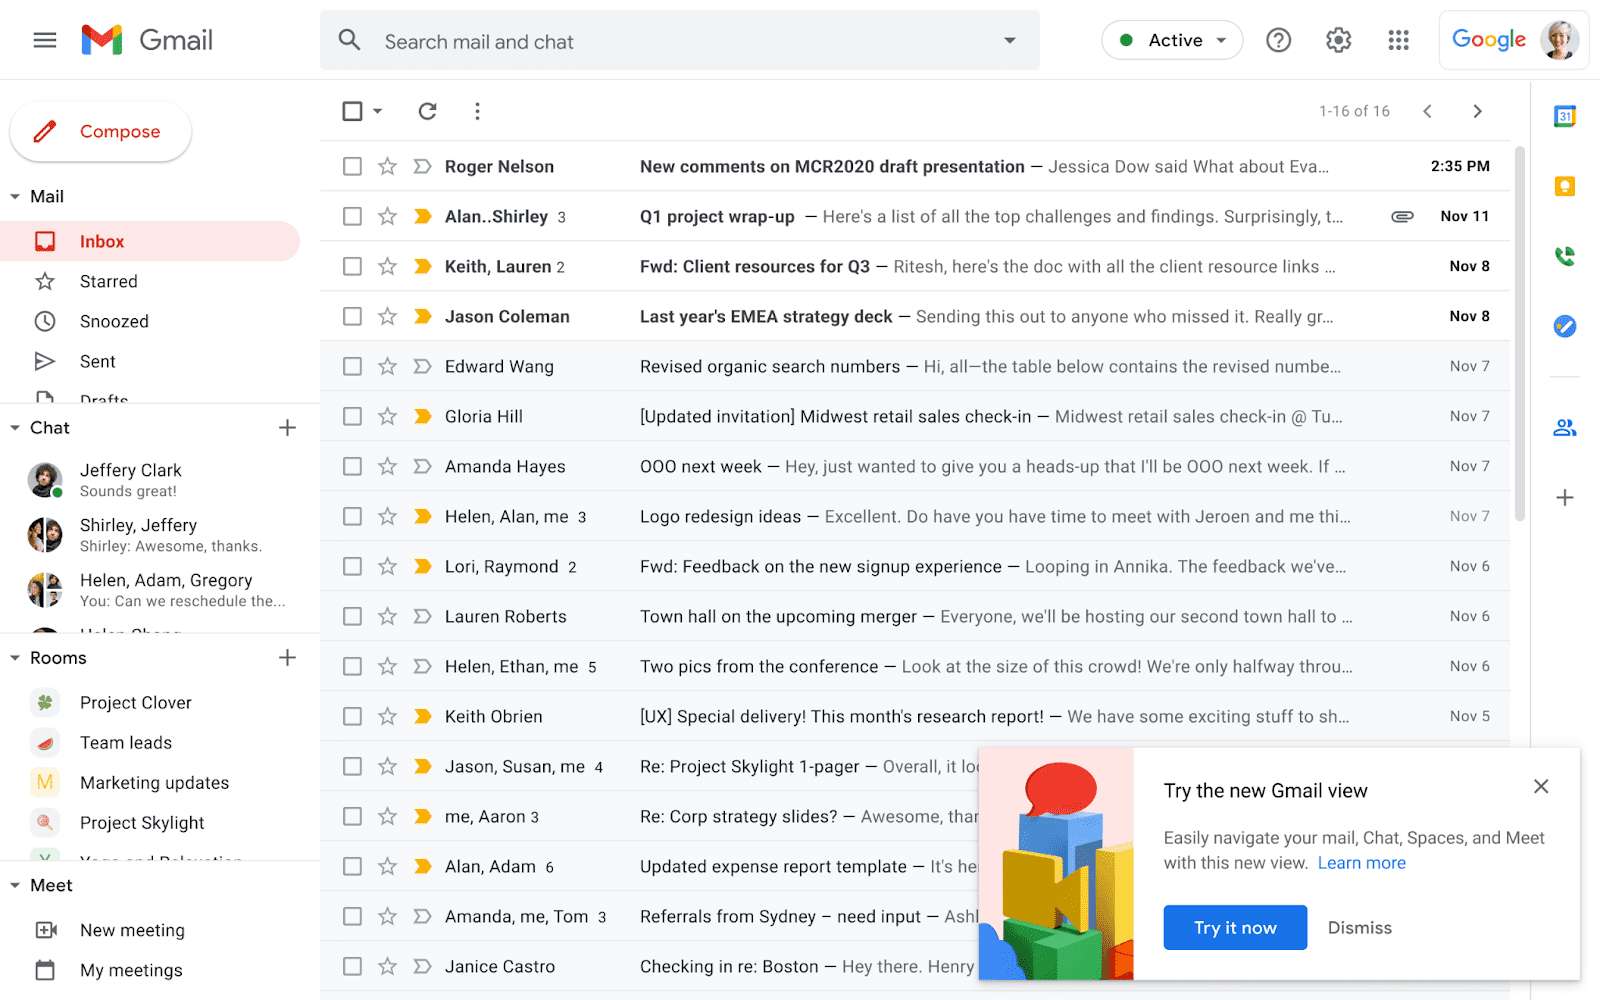 Gmail
Search mail and chat
Active
Google
Compose
1-16 of 16
31
Mail
Inbox
Starred
Snoozed
Sent
Drafts
Chat
Jeffery Clark
Sounds great!
Shirley, Jeffery
Shirley: Awesome, thanks.
Helen, Adam, Gregory
You: Can we reschedule the...
Rooms
Project Clover
Team leads
M Marketing updates
Project Skylight
Meet
New meeting
My meetings
Roger Nelson New comments on MCR2020 draft presentation — Jessica Dow said What about Eva... 2:35 PM
Alan..Shirley 3 Q1 project wrap-up — Here's a list of all the top challenges and findings. Surprisingly, t... Nov 11
Keith, Lauren 2 Fwd: Client resources for Q3 — Ritesh, here's the doc with all the client resource links ... Nov 8
Jason Coleman Last year's EMEA strategy deck — Sending this out to anyone who missed it. Really gr... Nov 8
Edward Wang Revised organic search numbers — Hi, all—the table below contains the revised numbe... Nov 7
Gloria Hill [Updated invitation] Midwest retail sales check-in — Midwest retail sales check-in @ Tu... Nov 7
Amanda Hayes OOO next week — Hey, just wanted to give you a heads-up that I'll be OOO next week. If ... Nov 7
Helen, Alan, me 3 Logo redesign ideas — Excellent. Do have you have time to meet with Jeroen and me thi... Nov 7
Lori, Raymond 2 Fwd: Feedback on the new signup experience — Looping in Annika. The feedback we've... Nov 6
Lauren Roberts Town hall on the upcoming merger — Everyone, we'll be hosting our second town hall to ... Nov 6
Helen, Ethan, me 5 Two pics from the conference — Look at the size of this crowd! We're only halfway throu... Nov 6
Keith Obrien [UX] Special delivery! This month's research report! — We have some exciting stuff to sh... Nov 5
Jason, Susan, me 4 Re: Project Skylight 1-pager — Overall, it
me, Aaron 3 Re: Corp strategy slides? — Awesome,
Alan, Adam 6 Updated expense report template — It's
Amanda, me, Tom 3 Referrals from Sydney – need input —
Janice Castro Checking in re: Boston — Hey there. Henry
Try the new Gmail view
Easily navigate your mail, Chat, Spaces, and Meet
with this new view. Learn more
Try it now Dismiss